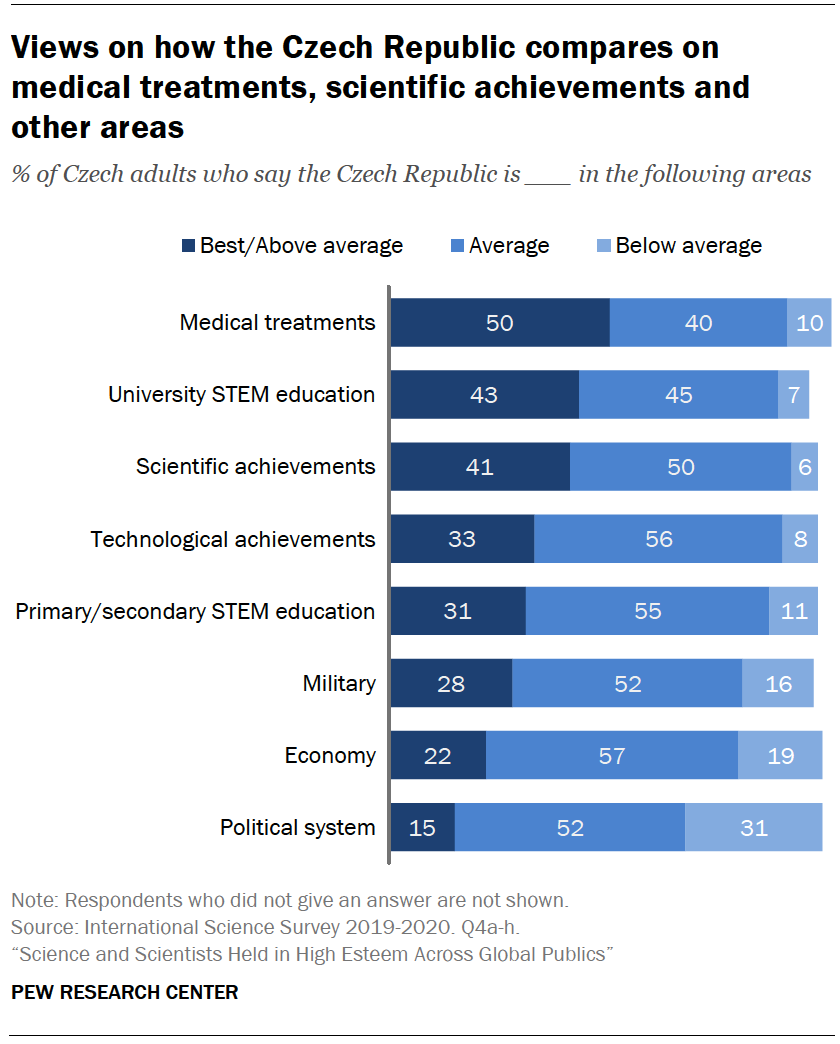 Views on how the Czech Republic compares on
medical treatments, scientific achievements and
other areas
% of Czech adults who say the Czech Republic is ___ in the following areas
Best/Above average Average Below average
Medical treatments 50 40 10
University STEM education 43 45 7
Scientific achievements 41 50 6
Technological achievements 33 56 8
Primary/secondary STEM education 31 55 11
Military 28 52 16
Economy 22 57 19
Political system 15 52 31
Note: Respondents who did not give an answer are not shown.
Source: International Science Survey 2019-2020. Q4a-h.
“Science and Scientists Held in High Esteem Across Global Publics”
PEW RESEARCH CENTER